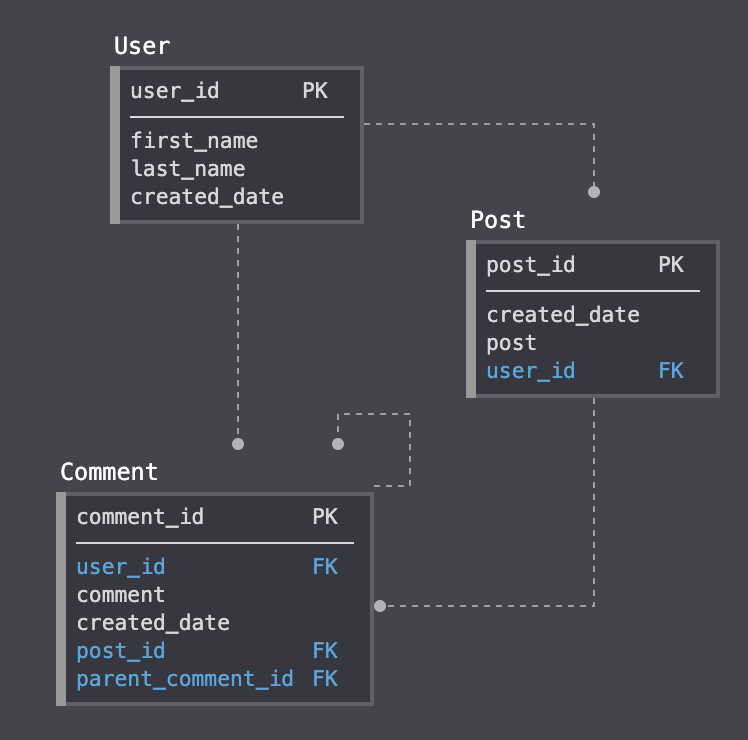 User
user_id PK
first_name
last_name
created_date
Post
post_id PK
created_date
post
user_id FK
Comment
comment_id PK
user_id FK
comment
created_date
post_id FK
parent_comment_id FK